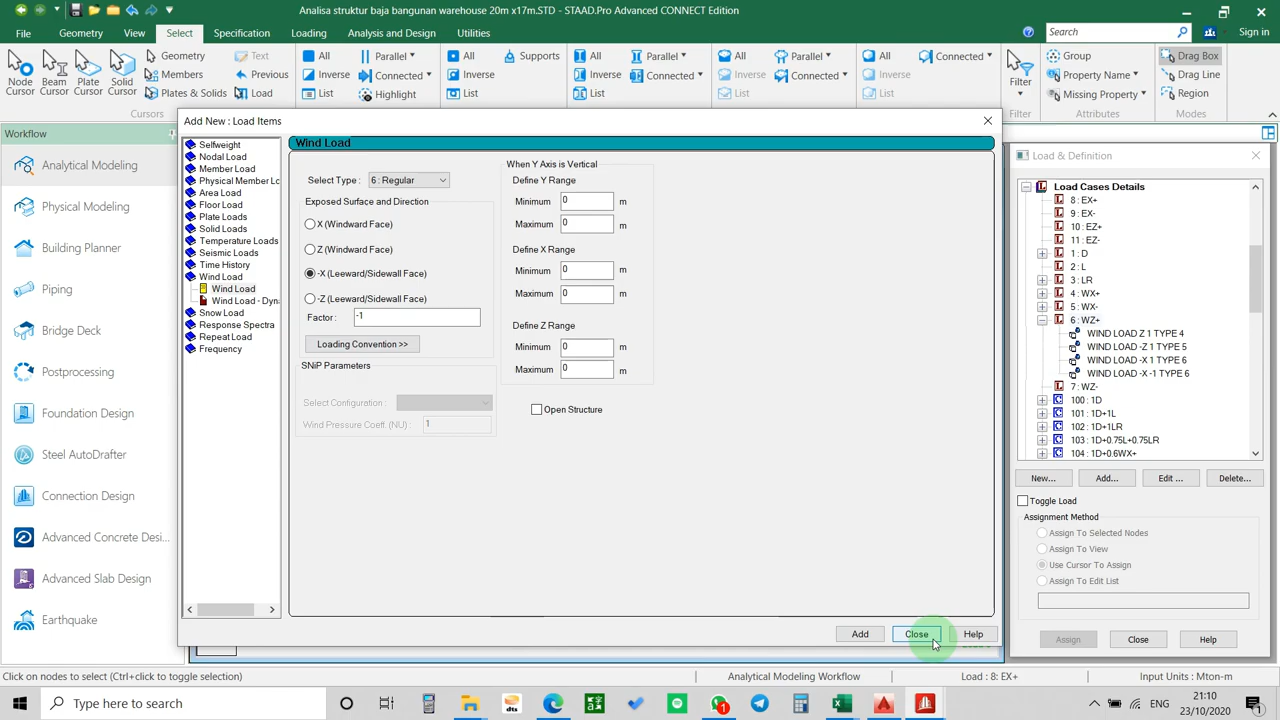 Analisa struktur baja bangunan warehouse 20m x17m.STD - STAAD.Pro Advanced CONNECT Edition
File Geometry View Select Specification Loading Analysis and Design Utilities Search Sign in
Node Cursor Beam Cursor Plate Cursor Solid Cursor
Geometry Text
Members Previous
Plates & Solids Load
Cursors
All Parallel
Inverse Connected
List Highlight
All Supports
Inverse
List
All Parallel
Inverse Connected
List
All Parallel
Inverse Connected
List
All Connected
Inverse
List
Filter
Filter
Group
Property Name
Missing Property
Attributes
Drag Box
Drag Line
Region
Modes
Workflow
Analytical Modeling
Physical Modeling
Building Planner
Piping
Bridge Deck
Postprocessing
Foundation Design
Steel AutoDrafter
Connection Design
Advanced Concrete Desi...
Advanced Slab Design
Earthquake
Add New : Load Items
Selfweight
Nodal Load
Member Load
Physical Member Lo
Area Load
Floor Load
Plate Loads
Solid Loads
Temperature Loads
Seismic Loads
Time History
Wind Load
Wind Load
Wind Load - Dyna
Snow Load
Response Spectra
Repeat Load
Frequency
Wind Load
Select Type : 6 : Regular
Exposed Surface and Direction
X (Windward Face)
Z (Windward Face)
-X (Leeward/Sidewall Face)
-Z (Leeward/Sidewall Face)
Factor : -1
Loading Convention >>
SNiP Parameters
Select Configuration :
Wind Pressure Coeff. (NU) : 1
When Y Axis is Vertical
Define Y Range
Minimum 0 m
Maximum 0 m
Define X Range
Minimum 0 m
Maximum 0 m
Define Z Range
Minimum 0 m
Maximum 0 m
Open Structure
Add Close Help
Load & Definition
Load Cases Details
8 : EX+
9 : EX-
10 : EZ+
11 : EZ-
1 : D
2 : L
3 : LR
4 : WX+
5 : WX-
6 : WZ+
WIND LOAD Z 1 TYPE 4
WIND LOAD -Z 1 TYPE 5
WIND LOAD -X 1 TYPE 6
WIND LOAD -X -1 TYPE 6
7 : WZ-
100 : 1D
101 : 1D+1L
102 : 1D+1LR
103 : 1D+0.75L+0.75LR
104 : 1D+0.6WX+
New... Add... Edit ... Delete...
Toggle Load
Assignment Method
Assign To Selected Nodes
Assign To View
Use Cursor To Assign
Assign To Edit List
Assign Close Help
Click on nodes to select (Ctrl+click to toggle selection) Analytical Modeling Workflow Load : 8: EX+ Input Units : Mton-m
Type here to search
dts
1
ENG
21:10
23/10/2020
1